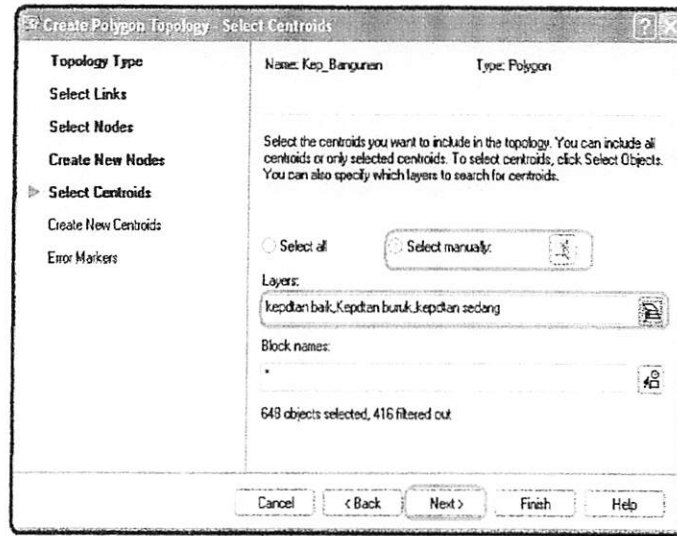 Create Polygon Topology - Select Centroids
Topology Type
Select Links
Select Nodes
Create New Nodes
Select Centroids
Create New Centroids
Error Markers
Name: Kep_Bangunan
Type: Polygon
Select the centroids you want to include in the topology. You can include all
centroids or only selected centroids. To select centroids, click Select Objects.
You can also specify which layers to search for centroids.
Select all
Select manually:
Layers:
kepdtan baik,Kepdtan buruk,kepdtan sedang
Block names:
*
648 objects selected, 416 filtered out
Cancel
< Back
Next >
Finish
Help